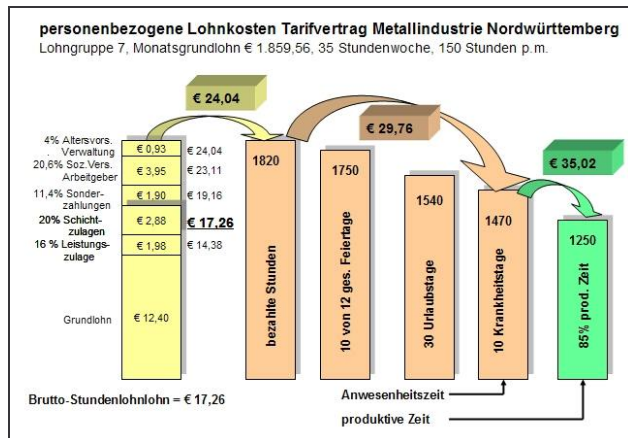 personenbezogene Lohnkosten Tarifvertrag Metallindustrie Nordwürttemberg
Lohngruppe 7, Monatsgrundlohn € 1.859,56, 35 Stundenwoche, 150 Stunden p.m.
€ 24,04
€ 29,76
€ 35,02
4% Altersvors.
. Verwaltung
€ 0,93
€ 24,04
20,6% Soz.Vers.
Arbeitgeber
€ 3,95
€ 23,11
11,4% Sonder-
zahlungen
€ 1,90
€ 19,16
20% Schicht-
zulagen
€ 2,88
€ 17,26
16 % Leistungs-
zulage
€ 1,98
€ 14,38
Grundlohn
€ 12,40
1820
bezahlte Stunden
1750
10 von 12 ges. Feiertage
1540
30 Urlaubstage
1470
10 Krankheitstage
1250
85% prod. Zeit
Brutto-Stundenlohnlohn = € 17,26
Anwesenheitszeit
produktive Zeit